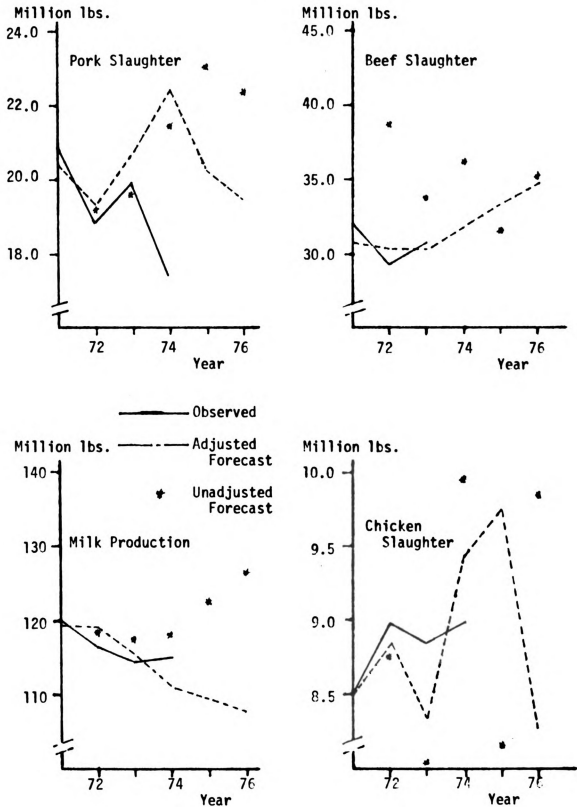 Million lbs.
24.0
Pork Slaughter
22.0
20.0
18.0
72 74 76
Year
Million lbs.
45.0
Beef Slaughter
40.0
35.0
30.0
72 74 76
Year
Observed
Adjusted
Forecast
Unadjusted
Forecast
Million lbs.
140
130
Milk Production
120
110
72 74 76
Year
Million lbs.
10.0
Chicken
Slaughter
9.5
9.0
8.5
72 74 76
Year